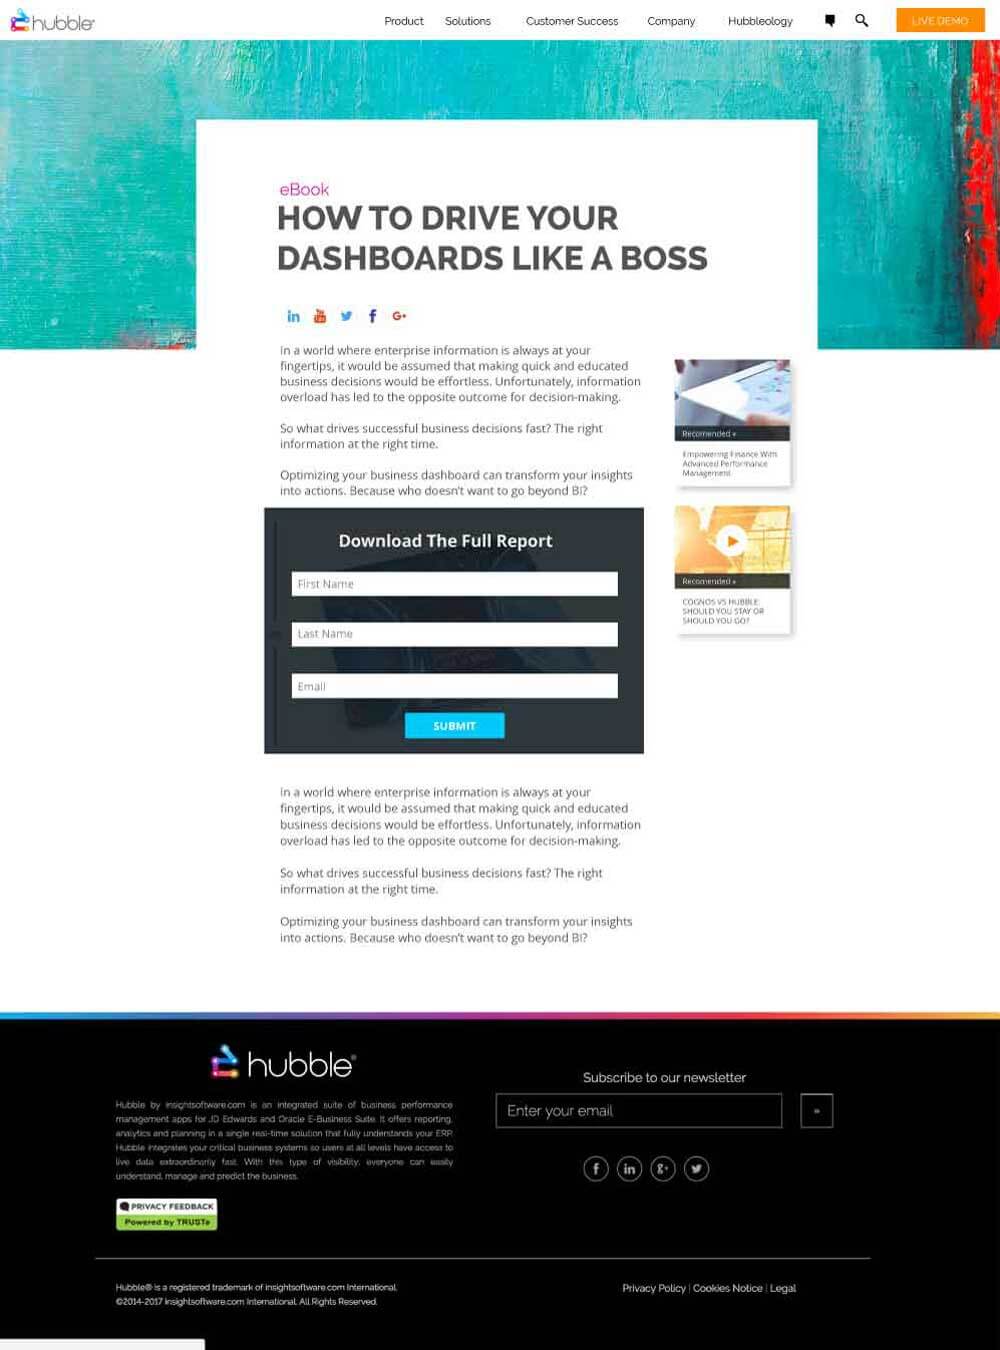 hubble
Product Solutions Customer Success Company Hubbleology LIVE DEMO
eBook
HOW TO DRIVE YOUR
DASHBOARDS LIKE A BOSS
In a world where enterprise information is always at your
fingertips, it would be assumed that making quick and educated
business decisions would be effortless. Unfortunately, information
overload has led to the opposite outcome for decision-making.
So what drives successful business decisions fast? The right
information at the right time.
Optimizing your business dashboard can transform your insights
into actions. Because who doesn't want to go beyond BI?
Recomended »
Empowering Finance With
Advanced Performance
Management
Recomended »
COGNOS VS HUBBLE:
SHOULD YOU STAY OR
SHOULD YOU GO?
Download The Full Report
First Name
Last Name
Email
SUBMIT
In a world where enterprise information is always at your
fingertips, it would be assumed that making quick and educated
business decisions would be effortless. Unfortunately, information
overload has led to the opposite outcome for decision-making.
So what drives successful business decisions fast? The right
information at the right time.
Optimizing your business dashboard can transform your insights
into actions. Because who doesn't want to go beyond BI?
hubble®
Hubble by insightsoftware.com is an integrated suite of business performance
management apps for JD Edwards and Oracle E-Business Suite. It offers reporting,
analytics and planning in a single real-time solution that fully understands your ERP.
Hubble integrates your critical business systems so users at all levels have access to
live data extraordinarily fast. With this type of visibility, everyone can easily
understand, manage and predict the business.
PRIVACY FEEDBACK
Powered by TRUSTe
Subscribe to our newsletter
Enter your email »
Hubble® is a registered trademark of insightsoftware.com International.
©2014-2017 insightsoftware.com International. All Rights Reserved.
Privacy Policy | Cookies Notice | Legal